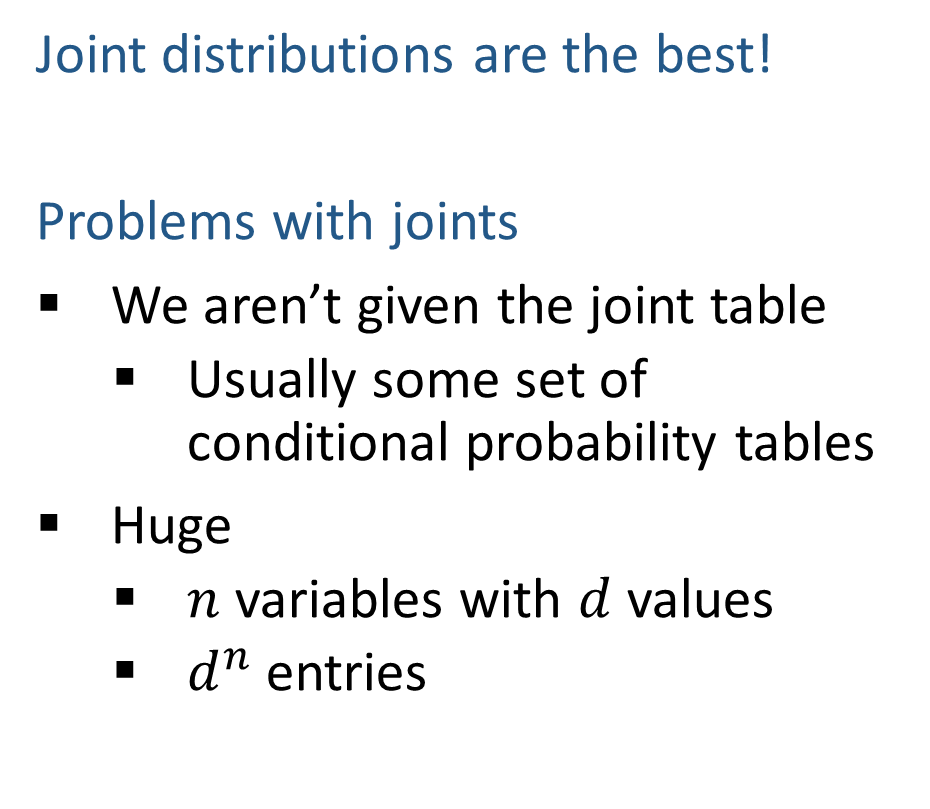 Joint distributions are the best!
Problems with joints
▪ We aren’t given the joint table
▪ Usually some set of
conditional probability tables
▪ Huge
▪ 𝑛 variables with 𝑑 values
▪ 𝑑ⁿ entries